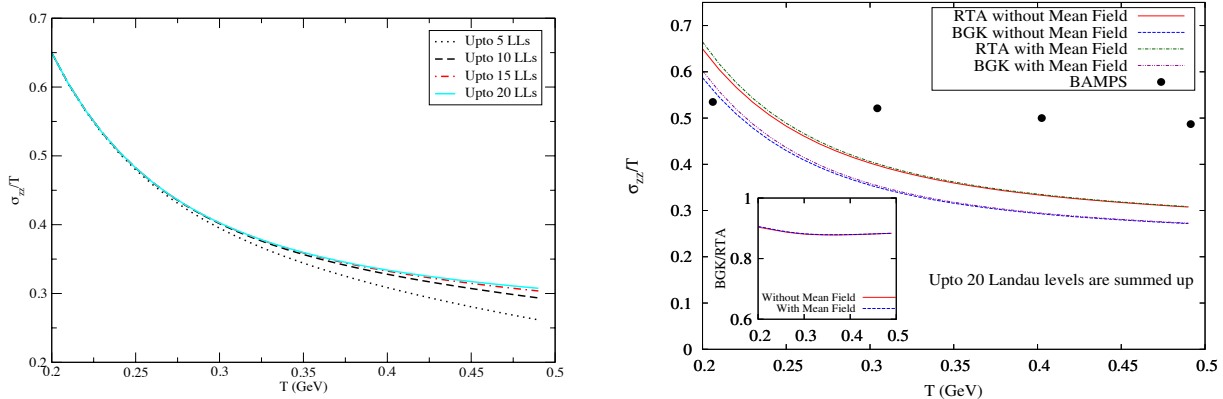 0.7
0.6
0.5
0.4
0.3
0.2
σzz/T
0.2
0.25
0.3
0.35
0.4
0.45
0.5
T (GeV)
Upto 5 LLs
Upto 10 LLs
Upto 15 LLs
Upto 20 LLs
0.7
0.6
0.5
0.4
0.3
0.2
0.1
0
σzz/T
0.2
0.25
0.3
0.35
0.4
0.45
0.5
T (GeV)
RTA without Mean Field
BGK without Mean Field
RTA with Mean Field
BGK with Mean Field
BAMPS
1
0.8
0.6
BGK/RTA
0.2
0.3
0.4
0.5
Without Mean Field
With Mean Field
Upto 20 Landau levels are summed up